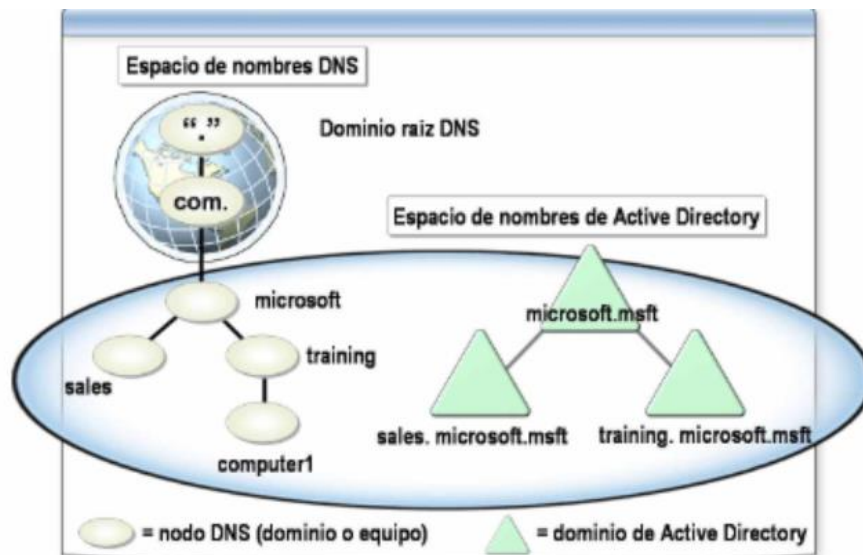 Espacio de nombres DNS
“.”
Dominio raíz DNS
com.
Espacio de nombres de Active Directory
microsoft
microsoft.msft
training
sales
sales. microsoft.msft
training. microsoft.msft
computer1
= nodo DNS (dominio o equipo)
= dominio de Active Directory